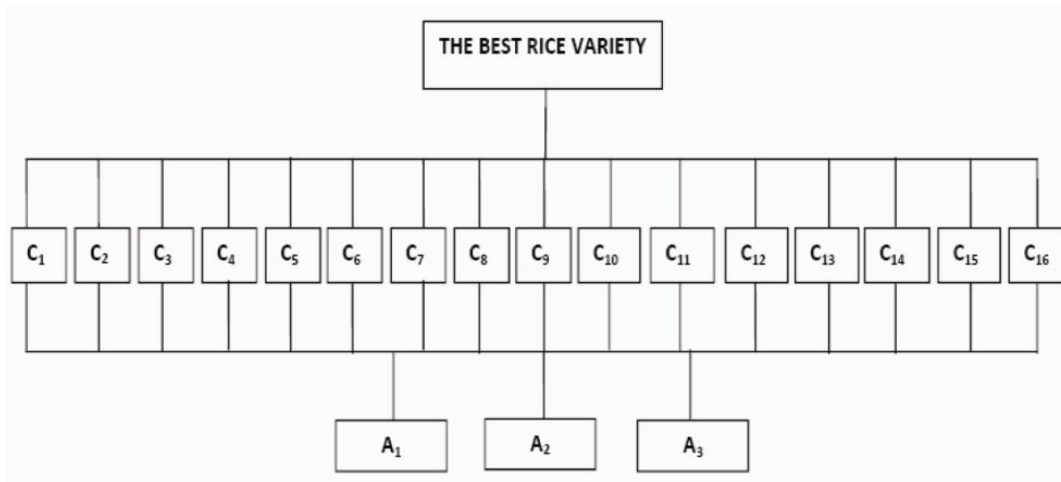 THE BEST RICE VARIETY
C₁ C₂ C₃ C₄ C₅ C₆ C₇ C₈ C₉ C₁₀ C₁₁ C₁₂ C₁₃ C₁₄ C₁₅ C₁₆
A₁ A₂ A₃